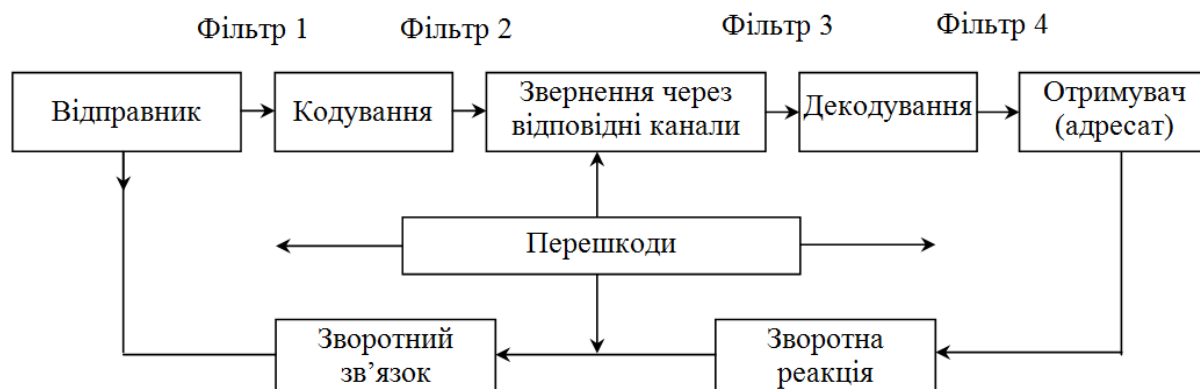 Фільтр 1
Фільтр 2
Фільтр 3
Фільтр 4
Відправник
Кодування
Звернення через
відповідні канали
Декодування
Отримувач
(адресат)
Перешкоди
Зворотний
зв’язок
Зворотна
реакція